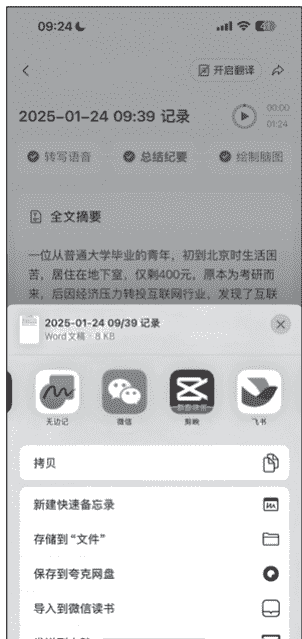 09:24
开启翻译
2025-01-24 09:39 记录
00:00
01:24
转写语音
总结纪要
绘制脑图
全文摘要
一位从普通大学毕业的青年，初到北京时生活困
苦，居住在地下室，仅剩400元。原本为考研而
来，后因经济压力转投互联网行业，发现了互联
2025-01-24 09/39 记录
Word文稿 · 8 KB
无边记
微信
剪映
飞书
拷贝
新建快速备忘录
存储到“文件”
保存到夸克网盘
导入到微信读书